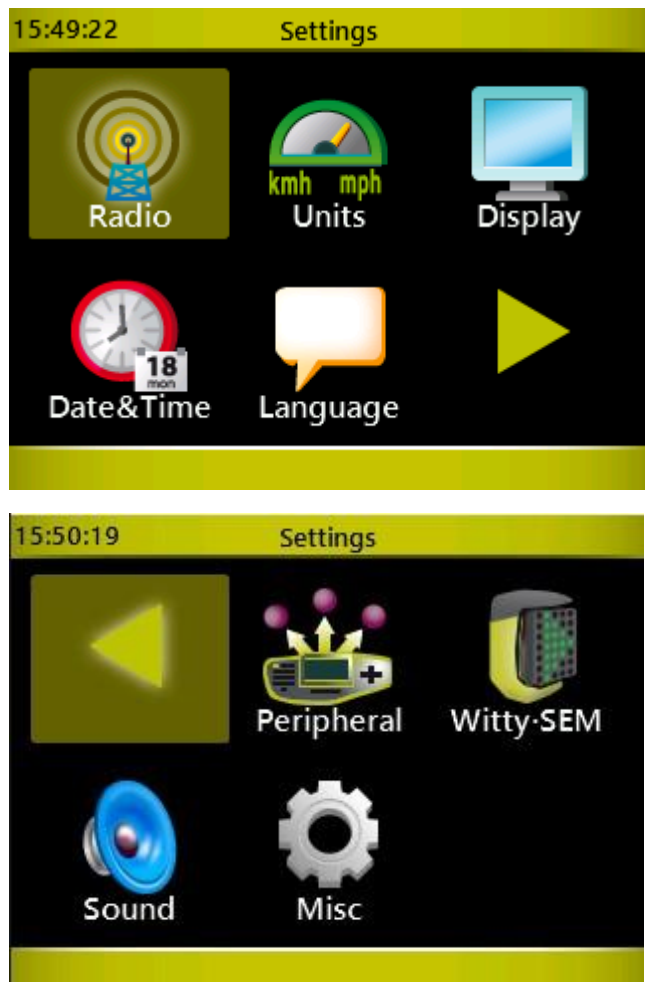 15:49:22 Settings
kmh mph
Radio Units Display
18
mon
Date&Time Language
15:50:19 Settings
Peripheral Witty·SEM
Sound Misc